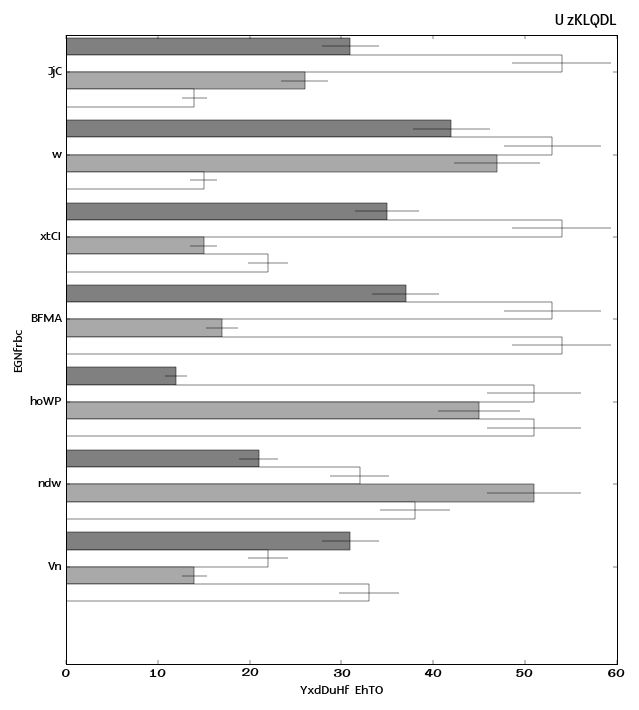 U zKLQDL
JjC
w
xtCl
BFMA
hoWP
ndw
Vn
EGNfrbc
0 10 20 30 40 50 60
YxdDuHf EhTO